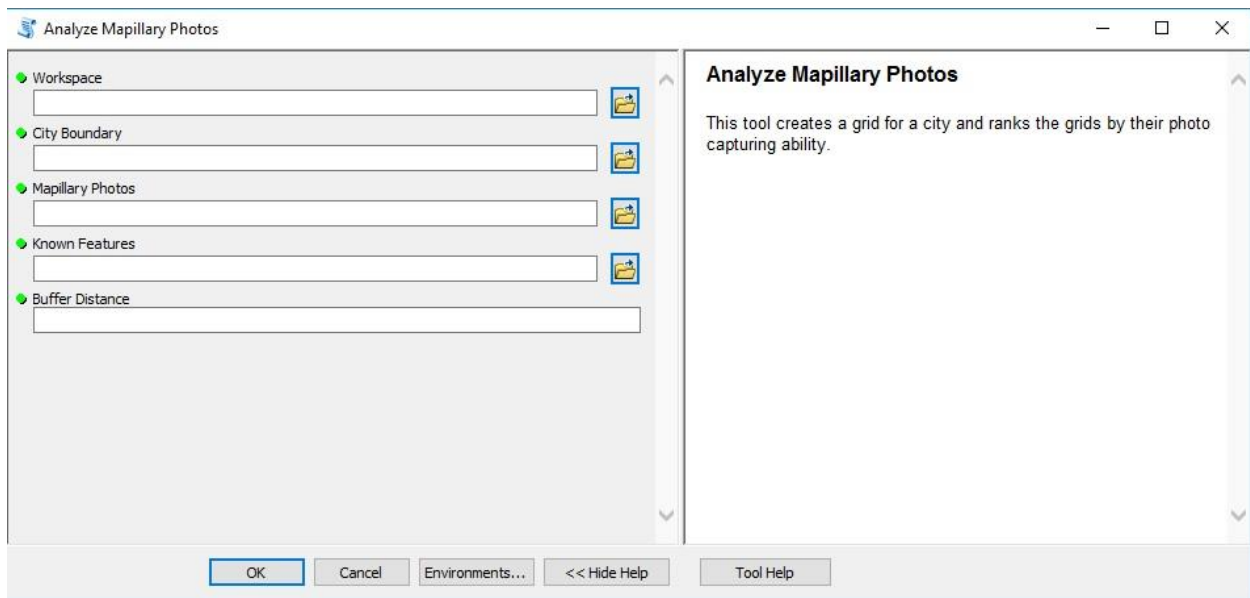 Analyze Mapillary Photos
Workspace
City Boundary
Mapillary Photos
Known Features
Buffer Distance
Analyze Mapillary Photos
This tool creates a grid for a city and ranks the grids by their photo
capturing ability.
OK
Cancel
Environments...
<< Hide Help
Tool Help